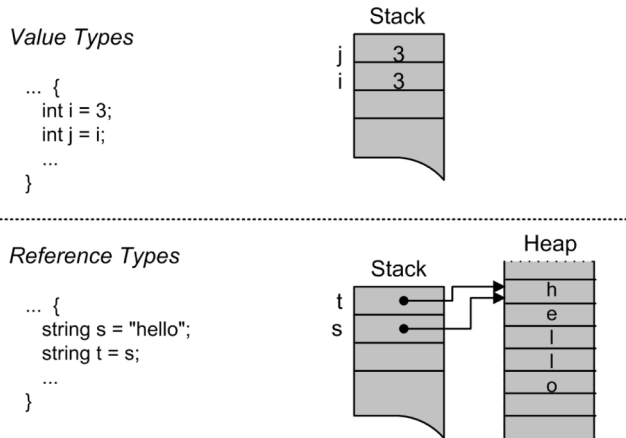 Value Types
... {
int i = 3;
int j = i;
...
}
Stack
j 3
i 3
Reference Types
... {
string s = "hello";
string t = s;
...
}
Stack
t
s
Heap
h
e
l
l
o